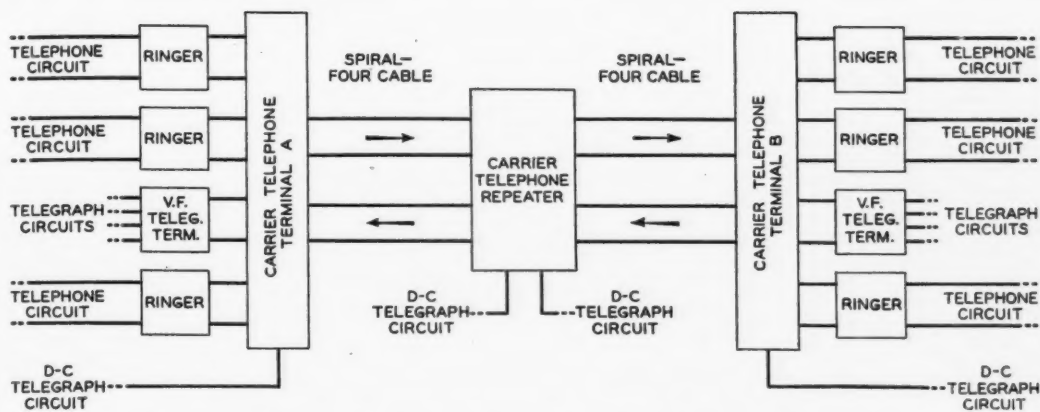 TELEPHONE
CIRCUIT
RINGER
TELEPHONE
CIRCUIT
RINGER
TELEGRAPH
CIRCUITS
V.F.
TELEG.
TERM.
TELEPHONE
CIRCUIT
RINGER
D-C
TELEGRAPH
CIRCUIT
CARRIER TELEPHONE
TERMINAL A
SPIRAL-
FOUR CABLE
CARRIER
TELEPHONE
REPEATER
D-C
TELEGRAPH
CIRCUIT
D-C
TELEGRAPH
CIRCUIT
SPIRAL-
FOUR CABLE
CARRIER TELEPHONE
TERMINAL B
RINGER
TELEPHONE
CIRCUIT
RINGER
TELEPHONE
CIRCUIT
V.F.
TELEG.
TERM.
TELEGRAPH
CIRCUITS
RINGER
TELEPHONE
CIRCUIT
D-C
TELEGRAPH
CIRCUIT